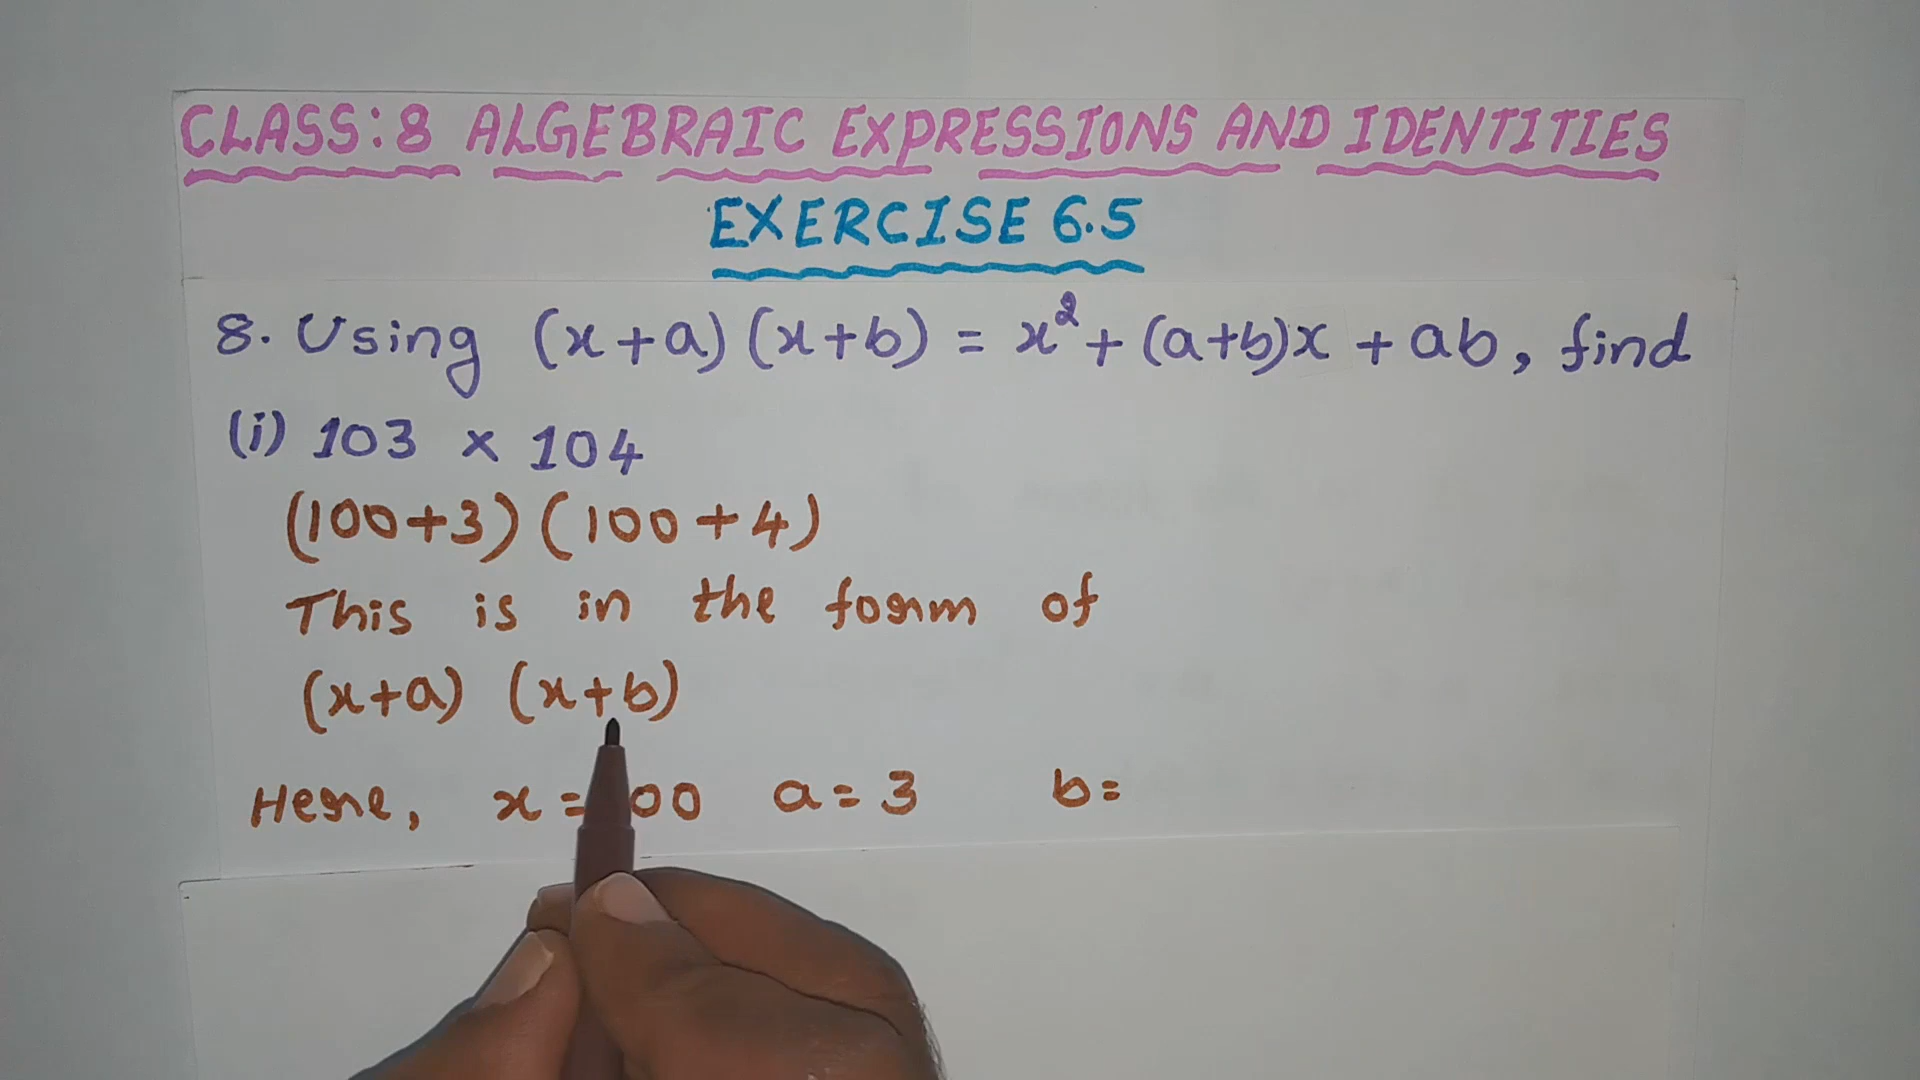 CLASS:8 ALGEBRAIC EXPRESSIONS AND IDENTITIES
EXERCISE 6.5
8. Using (x+a)(x+b) = x²+(a+b)x + ab, find
(i) 103 x 104
(100+3)(100+4)
This is in the form of
(x+a) (x+b)
Here, x = 00 a = 3 b =